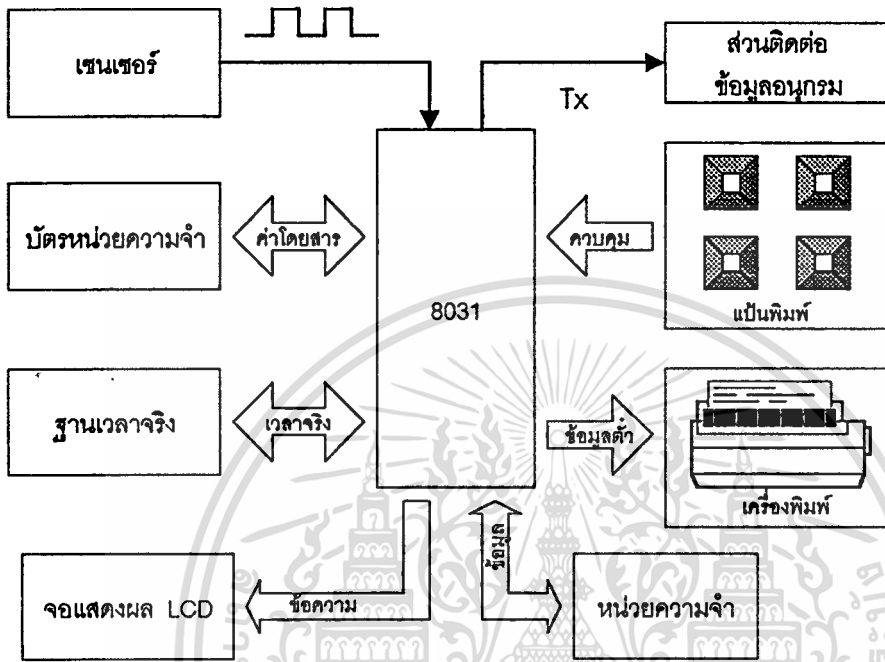 เซนเซอร์
ส่วนติดต่อ
ข้อมูลอนุกรม
Tx
บัตรหน่วยความจำ
ค่าโดยสาร
ควบคุม
8031
แป้นพิมพ์
ฐานเวลาจริง
เวลาจริง
ข้อมูลตั๋ว
เครื่องพิมพ์
จอแสดงผล LCD
ข้อความ
ข้อมูล
หน่วยความจำ